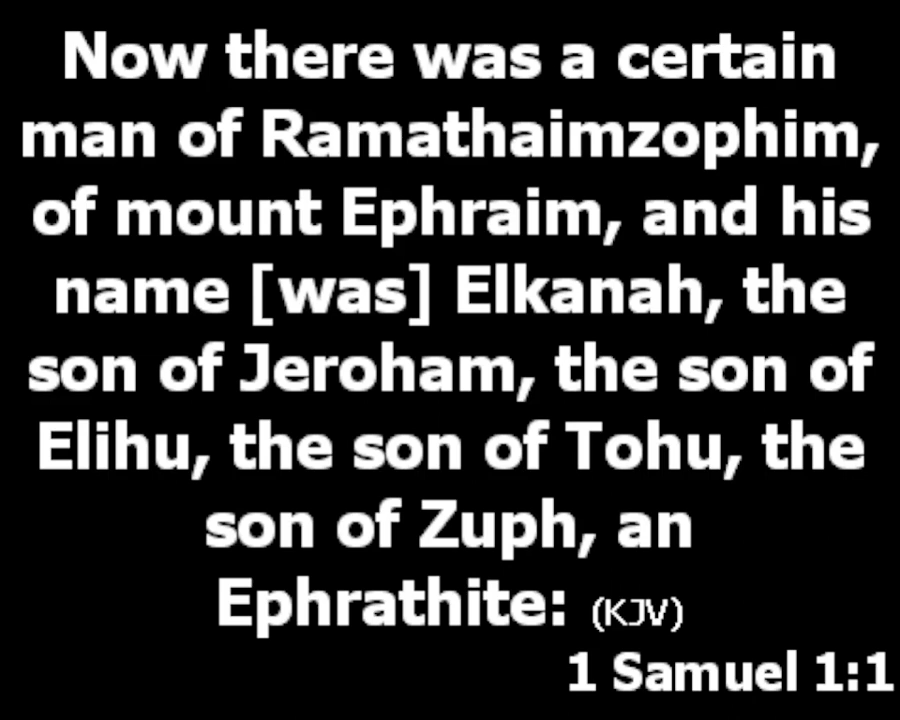 Now there was a certain
man of Ramathaimzophim,
of mount Ephraim, and his
name [was] Elkanah, the
son of Jeroham, the son of
Elihu, the son of Tohu, the
son of Zuph, an
Ephrathite: (KJV)
1 Samuel 1:1